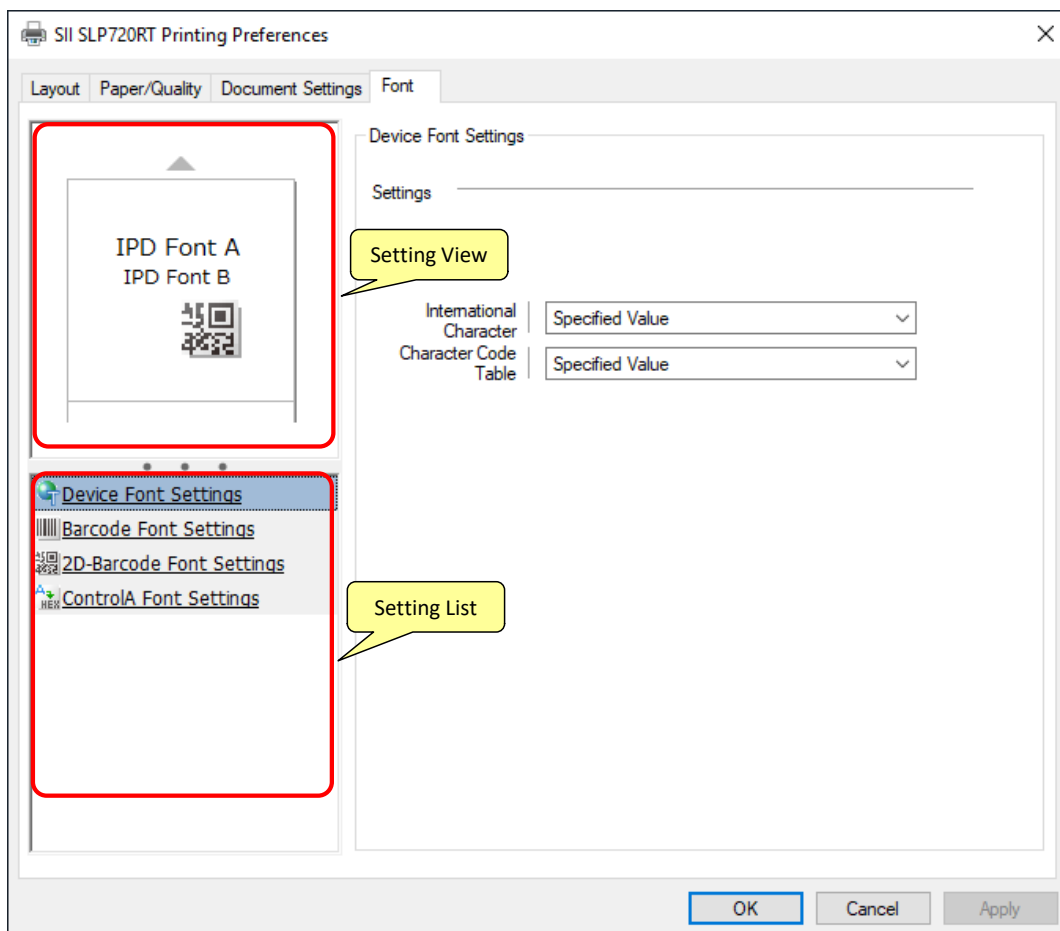 SII SLP720RT Printing Preferences
Layout Paper/Quality Document Settings Font
IPD Font A
IPD Font B
Setting View
Device Font Settings
Barcode Font Settings
2D-Barcode Font Settings
ControlA Font Settings
Setting List
Device Font Settings
Settings
International
Character
Specified Value
Character Code
Table
Specified Value
OK Cancel Apply